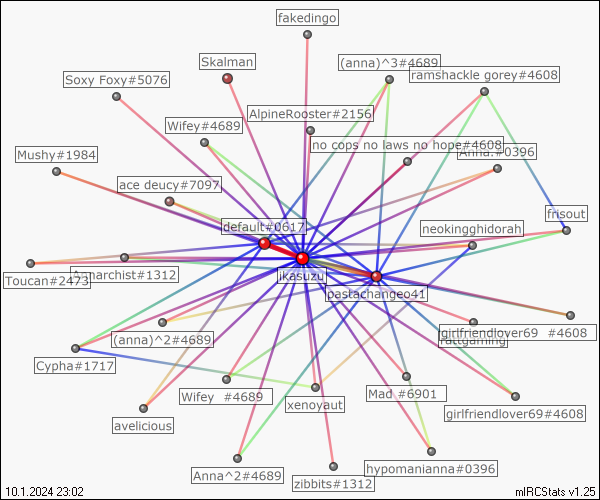 fakedingo
Skalman
(anna)^3#4689
ramshackle gorey#4608
Soxy Foxy#5076
AlpineRooster#2156
Wifey#4689
no cops no laws no hope#4608
Mushy#1984
Anna.#0396
ace deucy#7097
default#0617
frisout
neokingghidorah
jkasuzu
Toucan#2473
Annarchist#1312
pastachangeo41
(anna)^2#4689
girlfriendlover69 #4608
ratgaming
Cypha#1717
Wifey #4689
xenoyaut
Mad #6901
girlfriendlover69#4608
avelicious
Anna^2#4689
zibbits#1312
hypomanianna#0396
10.1.2024 23:02
mIRCStats v1.25